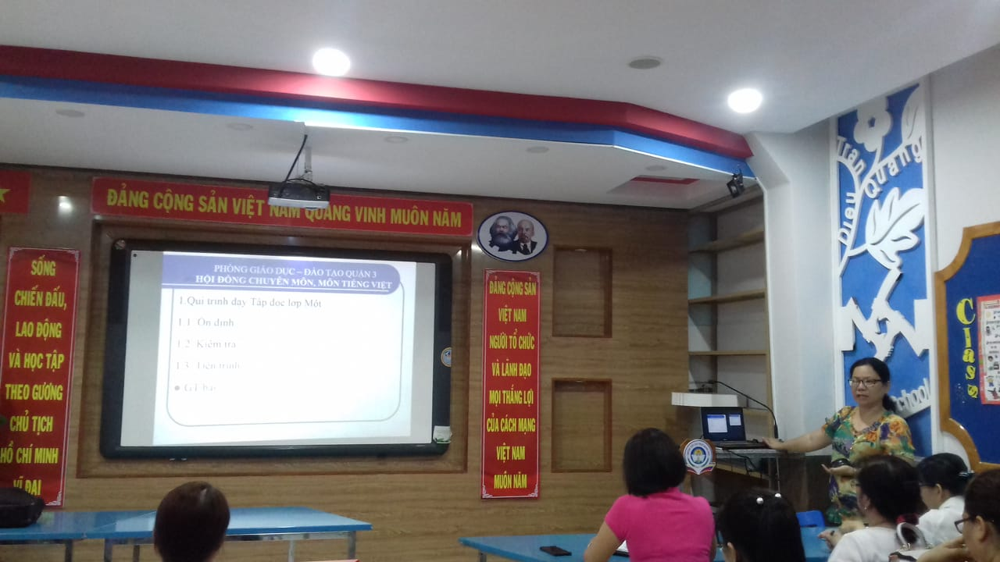 ĐẢNG CỘNG SẢN VIỆT NAM QUANG VINH MUÔN NĂM
SỐNG
CHIẾN ĐẤU,
LAO ĐỘNG
VÀ HỌC TẬP
THEO GƯƠNG
CHỦ TỊCH
HỒ CHÍ MINH
VĨ ĐẠI
PHÒNG GIÁO DỤC – ĐÀO TẠO QUẬN 3
HỘI ĐỒNG CHUYÊN MÔN, MÔN TIẾNG VIỆT
1.Qui trình dạy Tập đọc lớp Một
1.1. Ổn định
1.2. Kiểm tra
1.3. Tiến trình
GT bài
ĐẢNG CỘNG SẢN
VIỆT NAM
NGƯỜI TỔ CHỨC
VÀ LÃNH ĐẠO
MỌI THẮNG LỢI
CỦA CÁCH MẠNG
VIỆT NAM
MUÔN NĂM
Trần
Quang
Diệu
School
Class